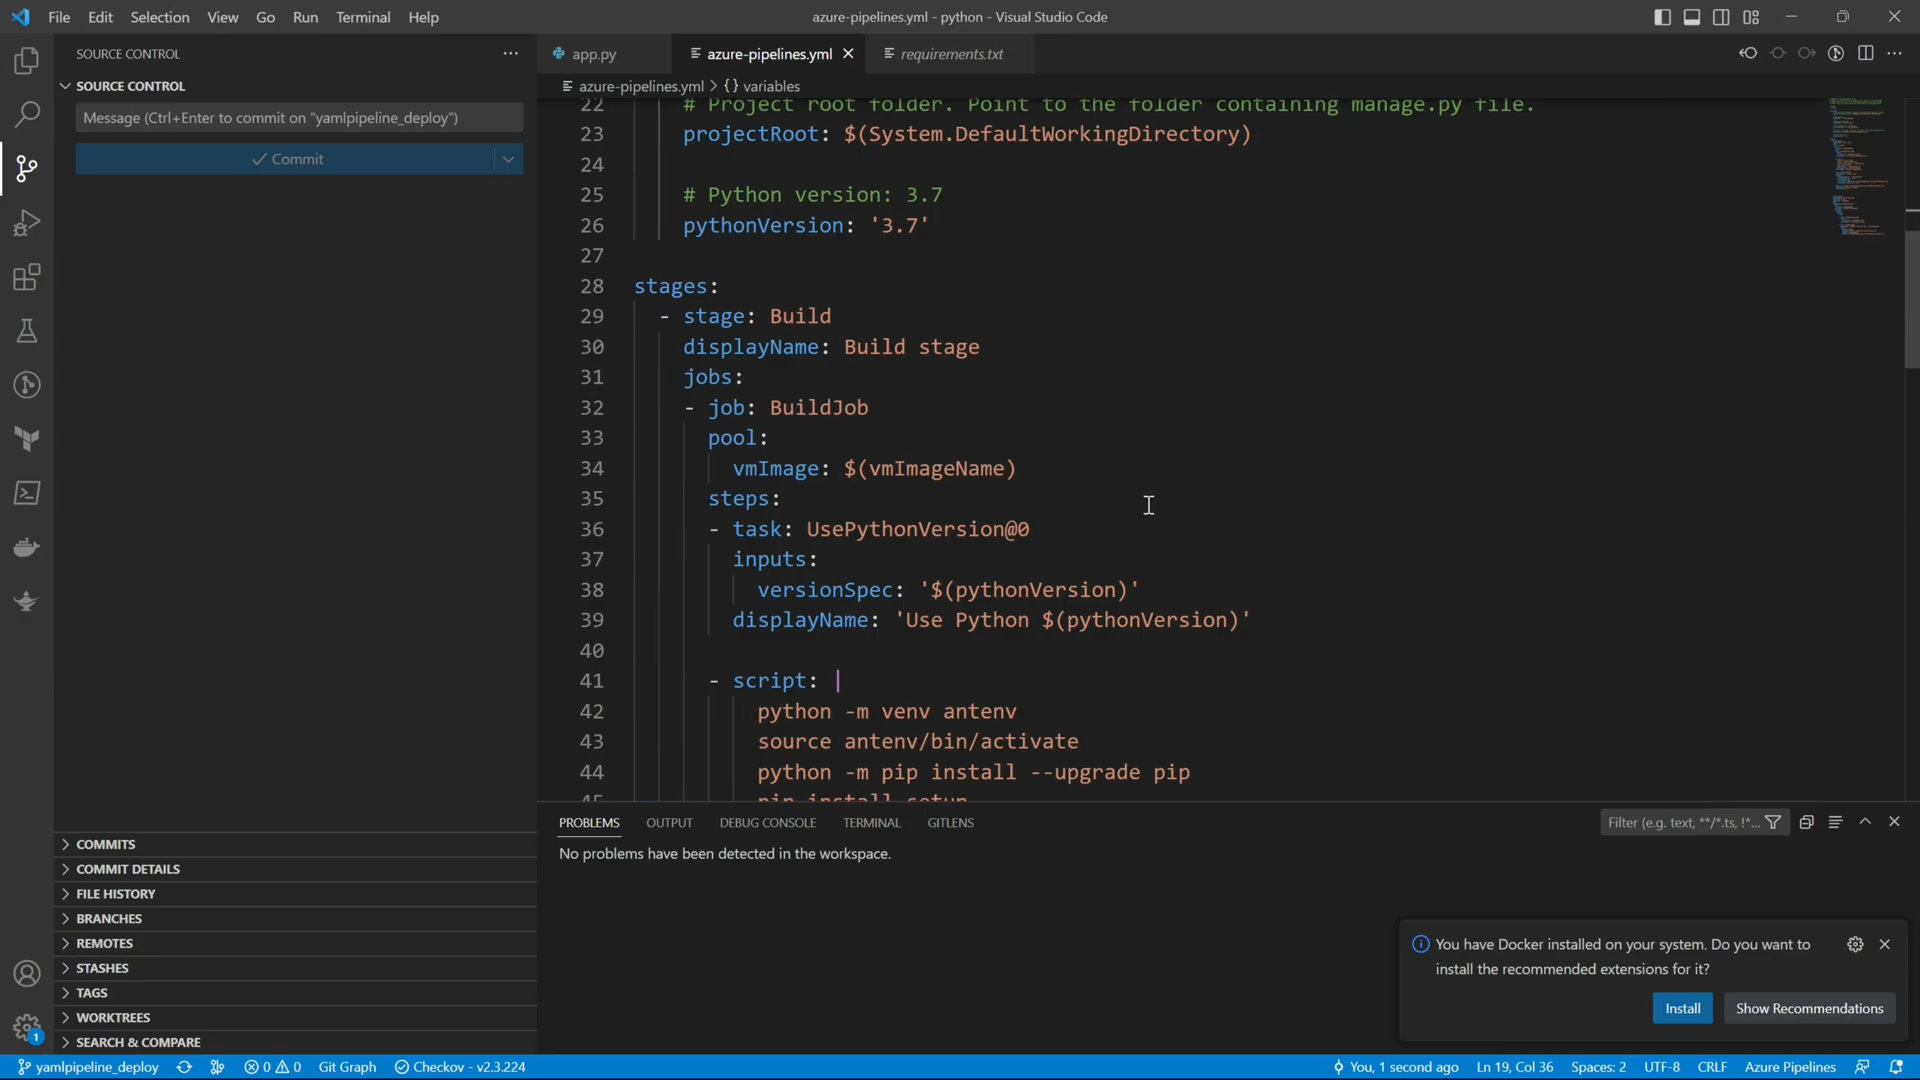 File Edit Selection View Go Run Terminal Help
azure-pipelines.yml - python - Visual Studio Code
SOURCE CONTROL
SOURCE CONTROL
Message (Ctrl+Enter to commit on "yamlpipeline_deploy")
Commit
COMMITS
COMMIT DETAILS
FILE HISTORY
BRANCHES
REMOTES
STASHES
TAGS
WORKTREES
SEARCH & COMPARE
app.py azure-pipelines.yml requirements.txt
azure-pipelines.yml > {} variables
22 # Project root folder. Point to the folder containing manage.py file.
23 projectRoot: $(System.DefaultWorkingDirectory)
24
25 # Python version: 3.7
26 pythonVersion: '3.7'
27
28 stages:
29 - stage: Build
30 displayName: Build stage
31 jobs:
32 - job: BuildJob
33 pool:
34 vmImage: $(vmImageName)
35 steps:
36 - task: UsePythonVersion@0
37 inputs:
38 versionSpec: '$(pythonVersion)'
39 displayName: 'Use Python $(pythonVersion)'
40
41 - script: |
42 python -m venv antenv
43 source antenv/bin/activate
44 python -m pip install --upgrade pip
45 pip install setup
PROBLEMS OUTPUT DEBUG CONSOLE TERMINAL GITLENS
Filter (e.g. text, **/*.ts, !*...
No problems have been detected in the workspace.
You have Docker installed on your system. Do you want to
install the recommended extensions for it?
Install Show Recommendations
1
yamlpipeline_deploy 0 0 Git Graph Checkov - v2.3.224 You, 1 second ago Ln 19, Col 36 Spaces: 2 UTF-8 CRLF Azure Pipelines